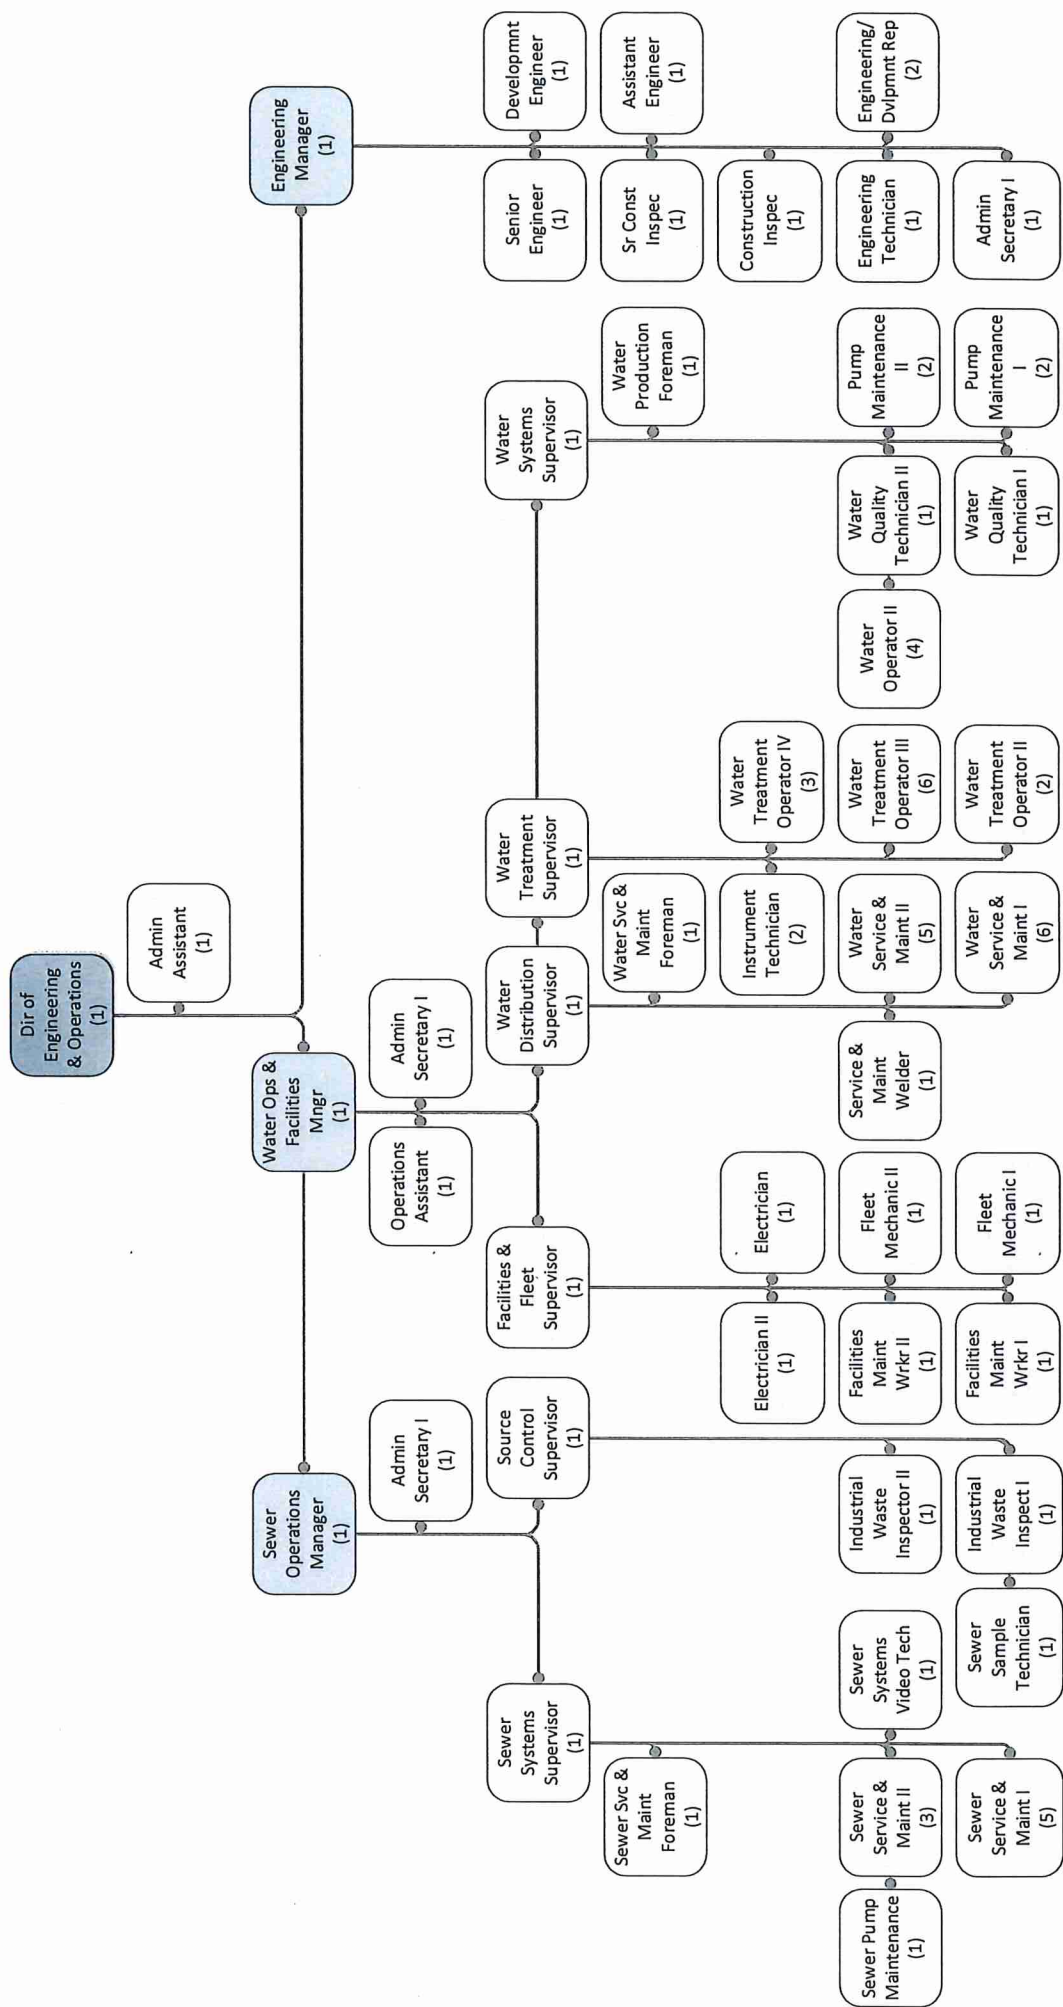 Dir of
Engineering
& Operations
(1)
Admin
Assistant
(1)
Sewer
Operations
Manager
(1)
Water Ops &
Facilities
Mngr
(1)
Engineering
Manager
(1)
Admin
Secretary I
(1)
Operations
Assistant
(1)
Admin
Secretary I
(1)
Sewer
Systems
Supervisor
(1)
Source
Control
Supervisor
(1)
Facilities &
Fleet
Supervisor
(1)
Water
Distribution
Supervisor
(1)
Water
Treatment
Supervisor
(1)
Water
Systems
Supervisor
(1)
Senior
Engineer
(1)
Developmnt
Engineer
(1)
Sewer Svc &
Maint
Foreman
(1)
Water Svc &
Maint
Foreman
(1)
Water
Production
Foreman
(1)
Sr Const
Inspec
(1)
Assistant
Engineer
(1)
Electrician II
(1)
Electrician I
(1)
Instrument
Technician
(2)
Water
Treatment
Operator IV
(3)
Construction
Inspec
(1)
Sewer Pump
Maintenance
(1)
Sewer
Service &
Maint II
(3)
Sewer
Systems
Video Tech
(1)
Industrial
Waste
Inspector II
(1)
Facilities
Maint
Wrkr II
(1)
Fleet
Mechanic II
(1)
Service &
Maint
Welder
(1)
Water
Service &
Maint II
(5)
Water
Treatment
Operator III
(6)
Water
Operator II
(4)
Water
Quality
Technician II
(1)
Pump
Maintenance
II
(2)
Engineering
Technician
(1)
Engineering/
Dvlpmnt Rep
(2)
Sewer
Service &
Maint I
(5)
Sewer
Sample
Technician
(1)
Industrial
Waste
Inspect I
(1)
Facilities
Maint
Wrkr I
(1)
Fleet
Mechanic I
(1)
Water
Service &
Maint I
(6)
Water
Treatment
Operator II
(2)
Water
Quality
Technician I
(1)
Pump
Maintenance
I
(2)
Admin
Secretary I
(1)